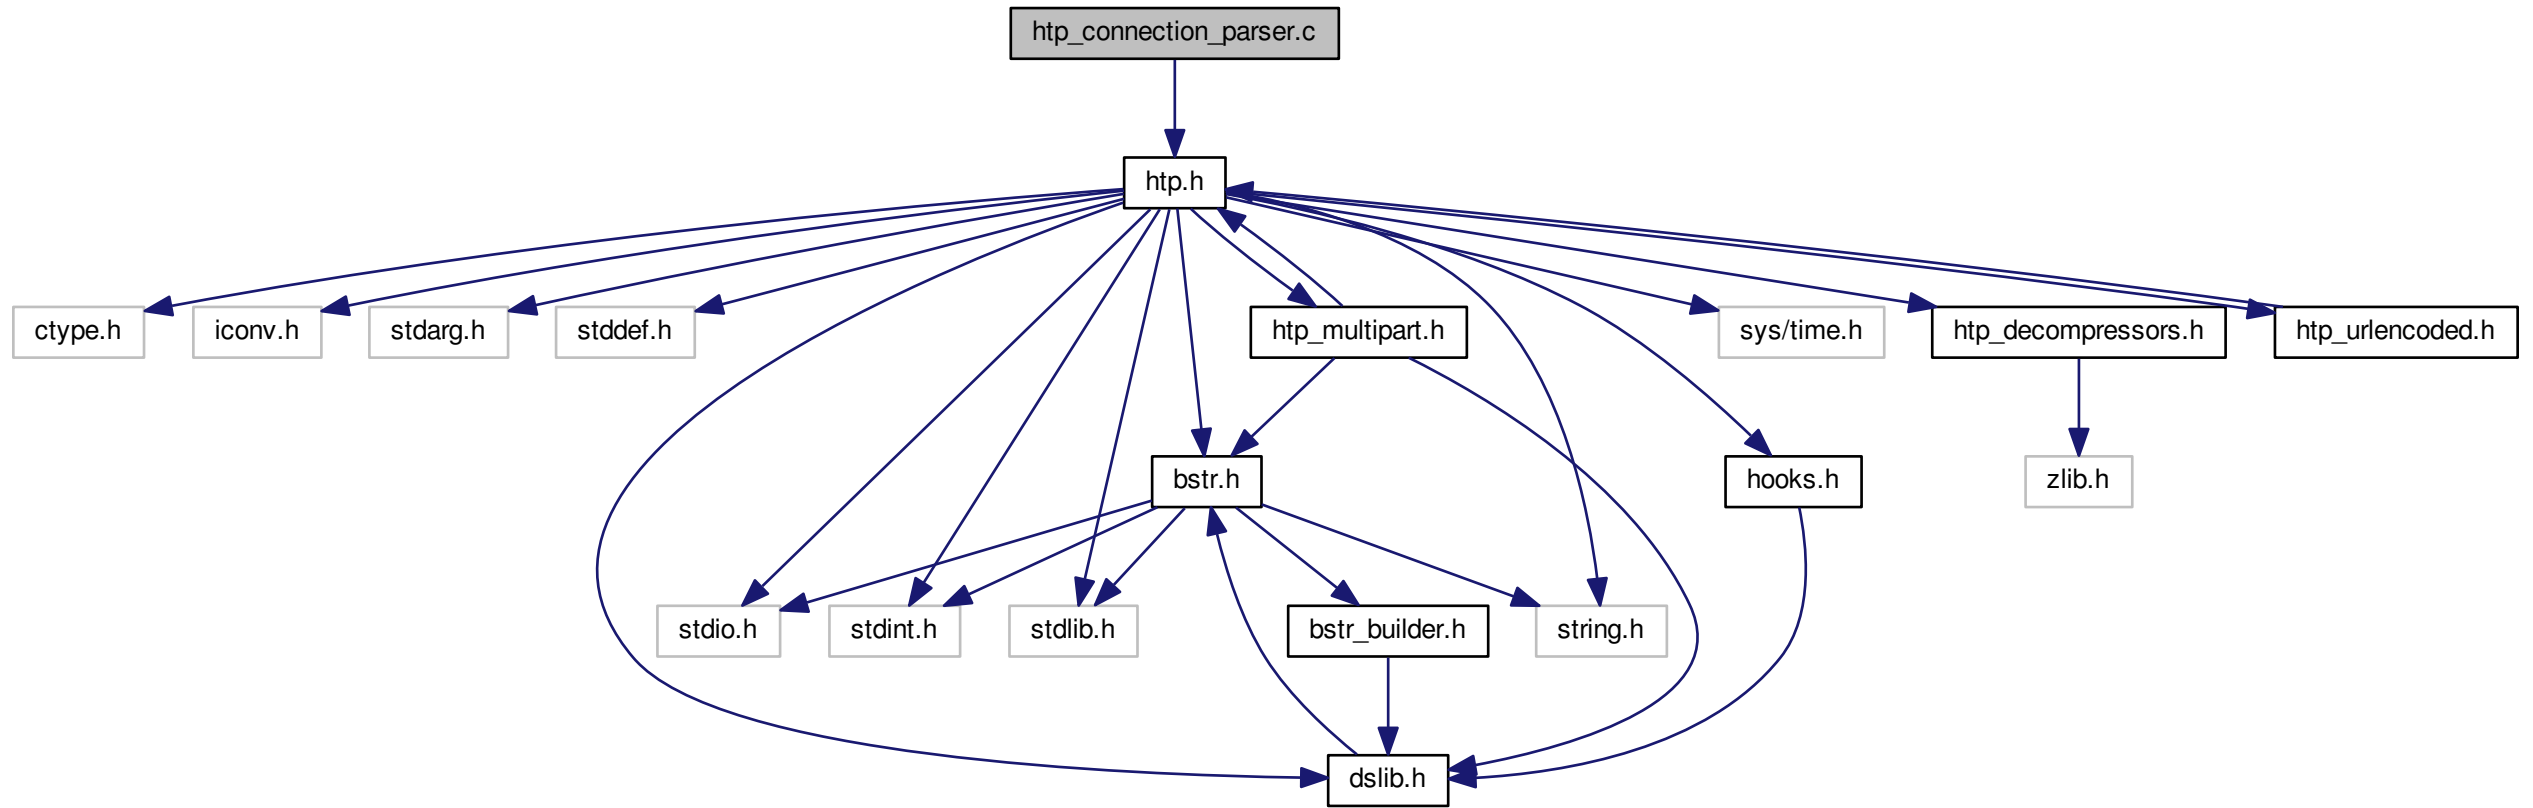 htp_connection_parser.c
htp.h
ctype.h
iconv.h
stdarg.h
stddef.h
htp_multipart.h
sys/time.h
htp_decompressors.h
htp_urlencoded.h
bstr.h
hooks.h
zlib.h
stdio.h
stdint.h
stdlib.h
bstr_builder.h
string.h
dslib.h